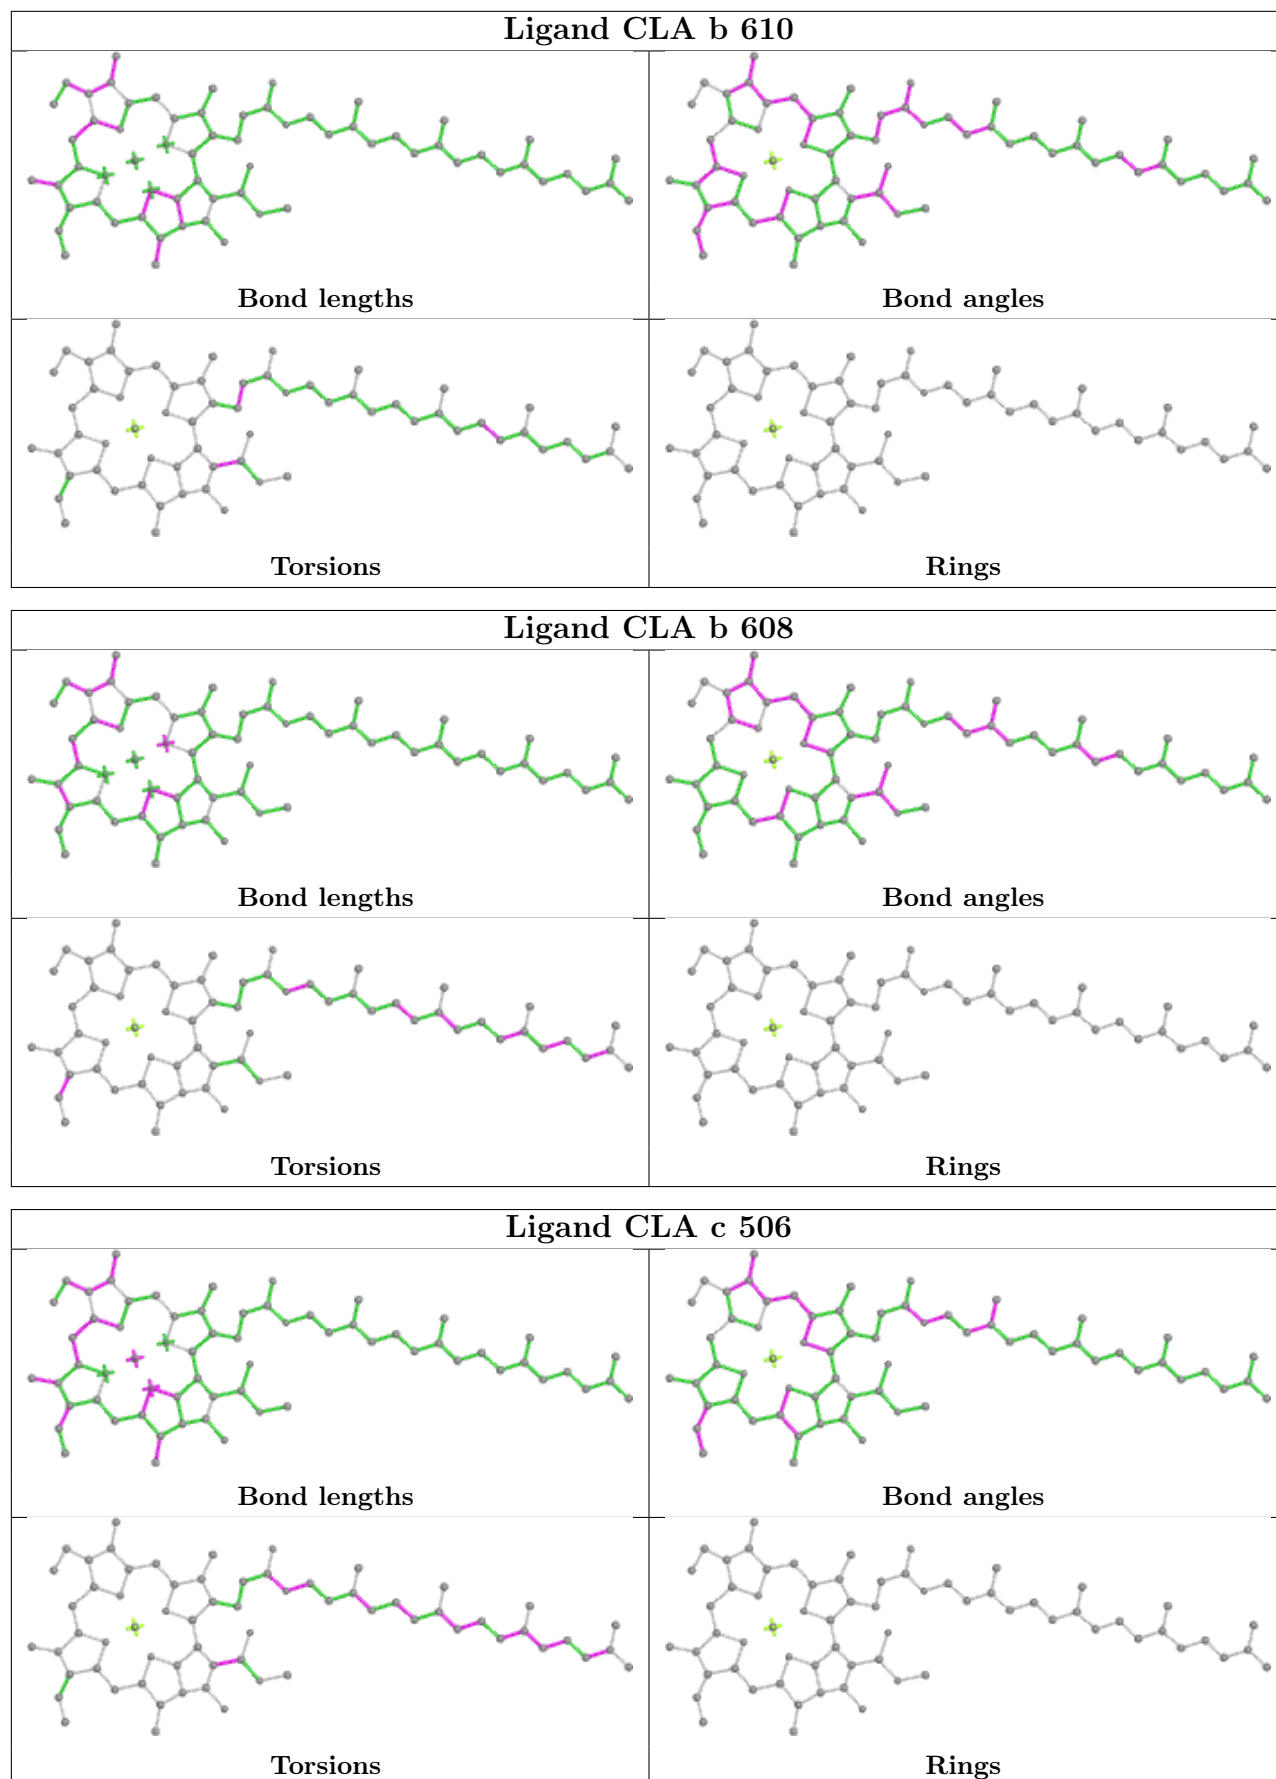 Ligand CLA b 610
Bond lengths
Bond angles
Torsions
Rings
Ligand CLA b 608
Bond lengths
Bond angles
Torsions
Rings
Ligand CLA c 506
Bond lengths
Bond angles
Torsions
Rings